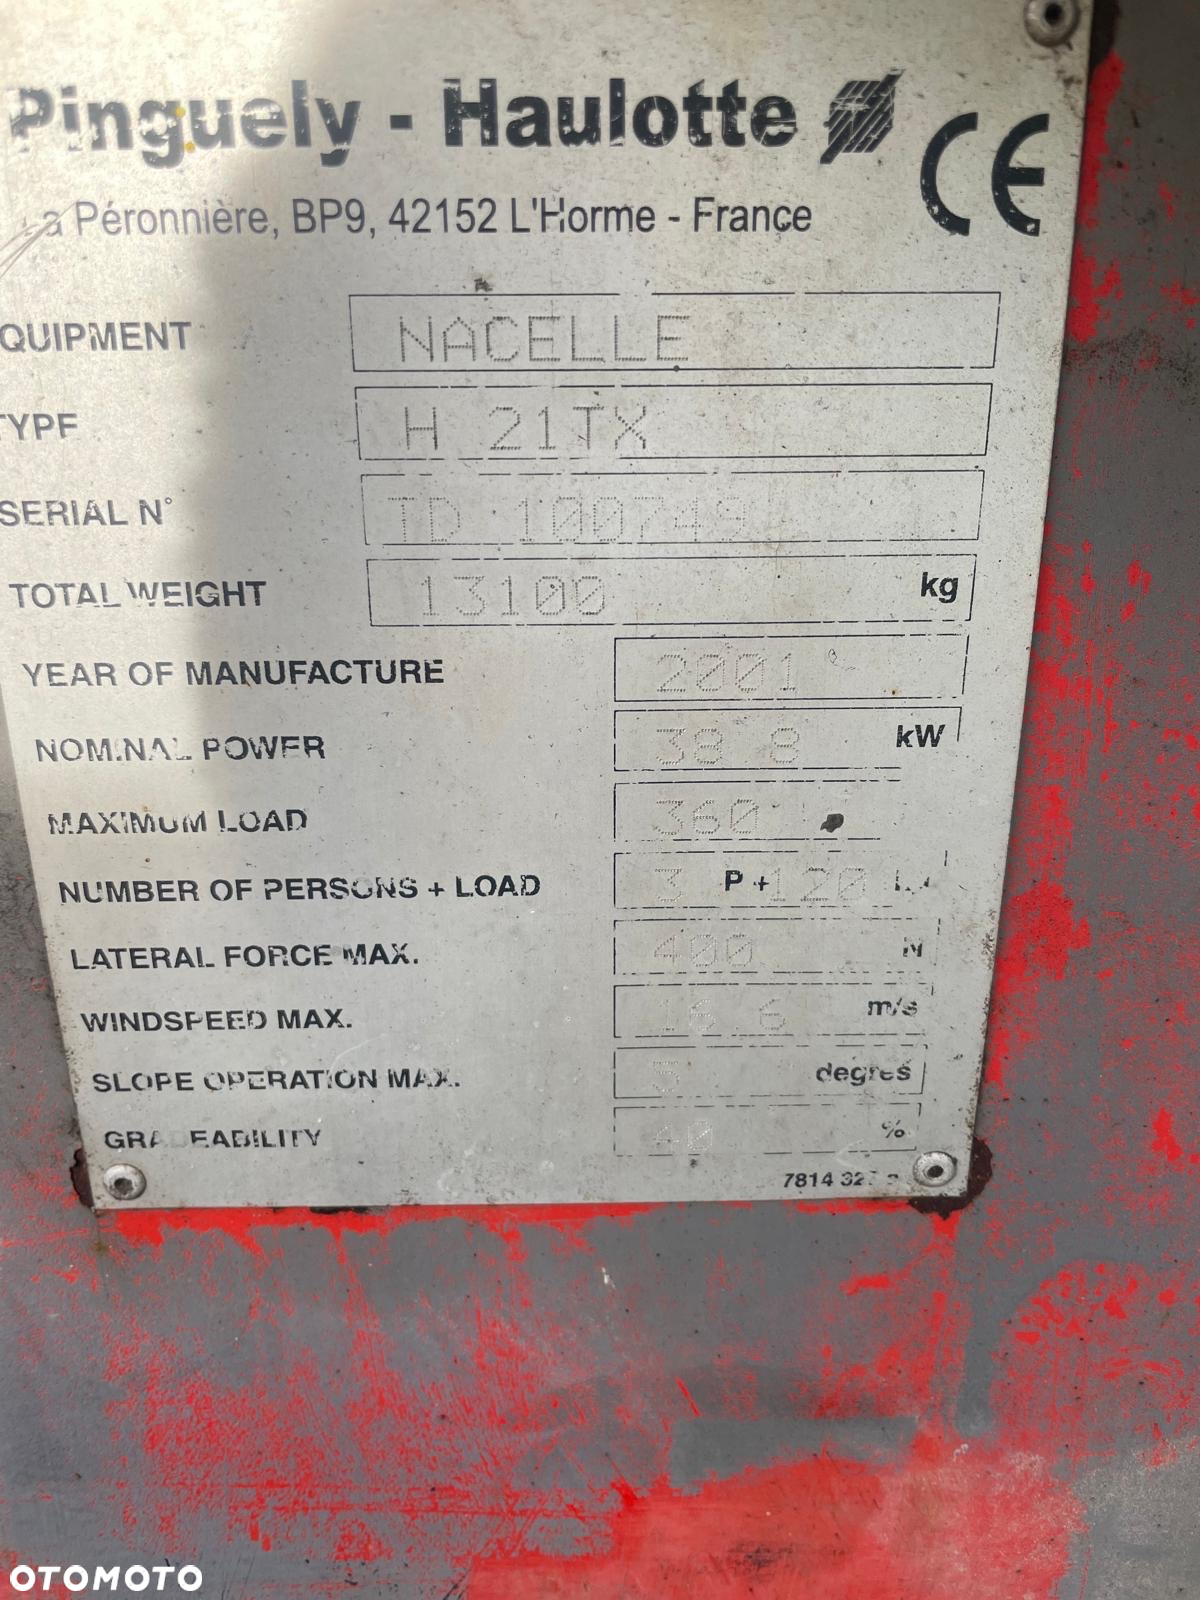 Pinguely - Haulotte CE
La Péronnière, BP9, 42152 L'Horme - France
QUIPMENT NACELLE
TYPE H 21TX
SERIAL N° TD 100749
TOTAL WEIGHT 13100 kg
YEAR OF MANUFACTURE 2001
NOMINAL POWER 38.8 kW
MAXIMUM LOAD 360
NUMBER OF PERSONS + LOAD 3 P + 120
LATERAL FORCE MAX. 400 N
WINDSPEED MAX. 16.6 m/s
SLOPE OPERATION MAX. 5 degres
GRADEABILITY 40 %
7814
OTOMOTO